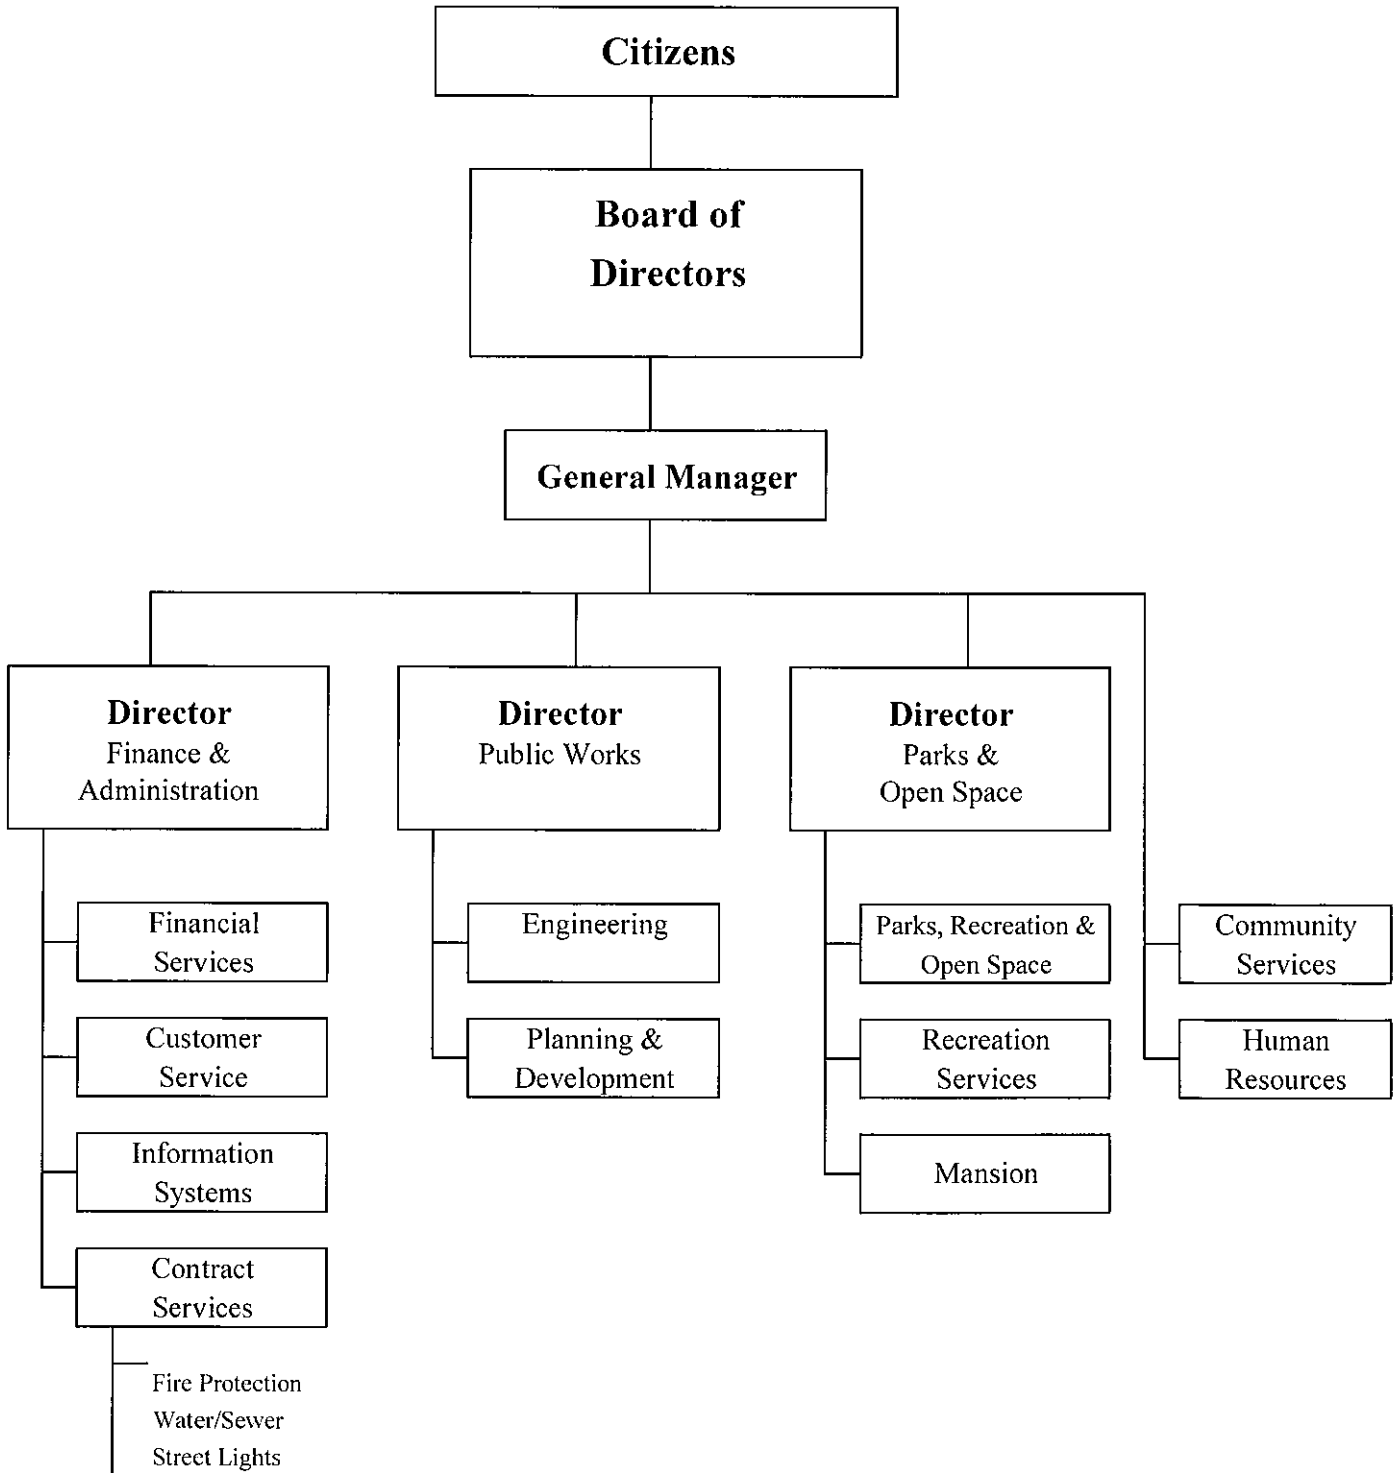 Citizens
Board of
Directors
General Manager
Director
Finance &
Administration
Director
Public Works
Director
Parks &
Open Space
Financial
Services
Customer
Service
Information
Systems
Contract
Services
Fire Protection
Water/Sewer
Street Lights
Engineering
Planning &
Development
Parks, Recreation &
Open Space
Recreation
Services
Mansion
Community
Services
Human
Resources